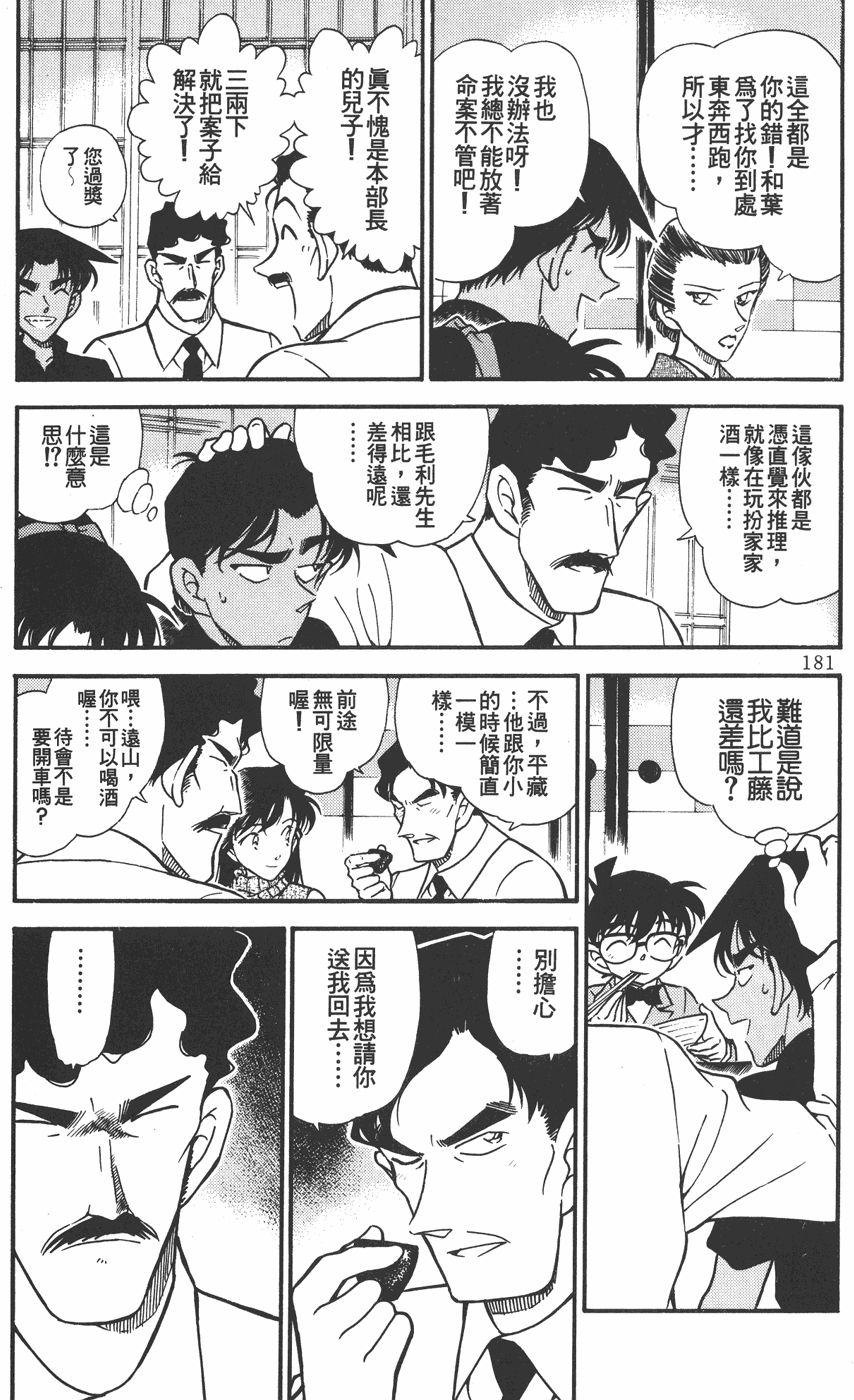 這全都是
你的錯！和葉
爲了找你到處
東奔西跑，
所以才……
我也
沒辦法呀！
我總不能放著
命案不管吧！
眞不愧是本部長
的兒子！
三兩下
就把案子給
解決了！
您過獎
了～
這傢伙都是
憑直覺來推理，
就像在玩扮家家
酒一樣……
跟毛利先生
相比，還
差得遠呢
……
這是
什麼意
思!?
181
難道是說
我比工藤
還差嗎？
不過，平藏
…他跟你小
的時候簡直
一模一
樣……
前途
無可限量
喔！
喂…遠山，
你不可以喝酒
喔……
待會不是
要開車嗎？
別擔心
……
因爲我想請你
送我回去……
………